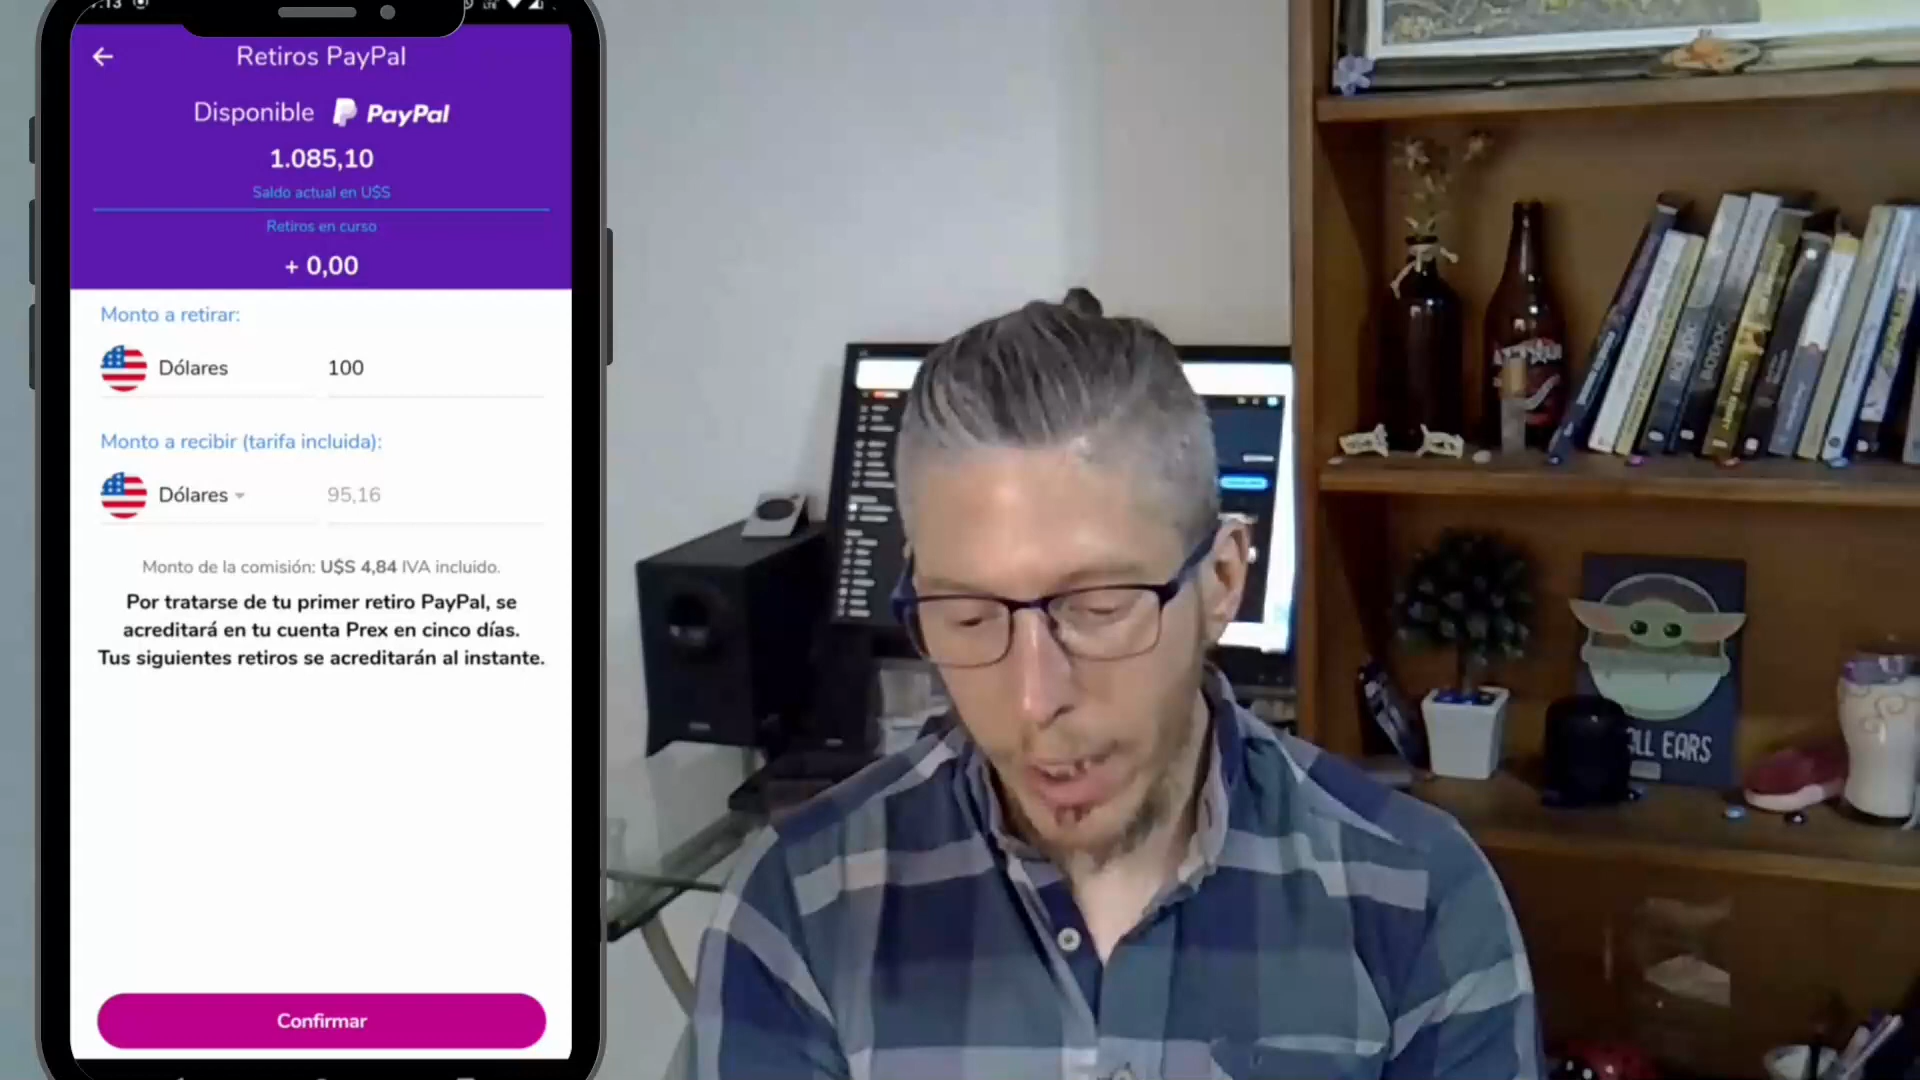 Retiros PayPal
Disponible PayPal
1.085,10
Saldo actual en U$S
Retiros en curso
+ 0,00
Monto a retirar:
Dólares 100
Monto a recibir (tarifa incluida):
Dólares 95,16
Monto de la comisión: U$S 4,84 IVA incluido.
Por tratarse de tu primer retiro PayPal, se
acreditará en tu cuenta Prex en cinco días.
Tus siguientes retiros se acreditarán al instante.
Confirmar
ALL EARS